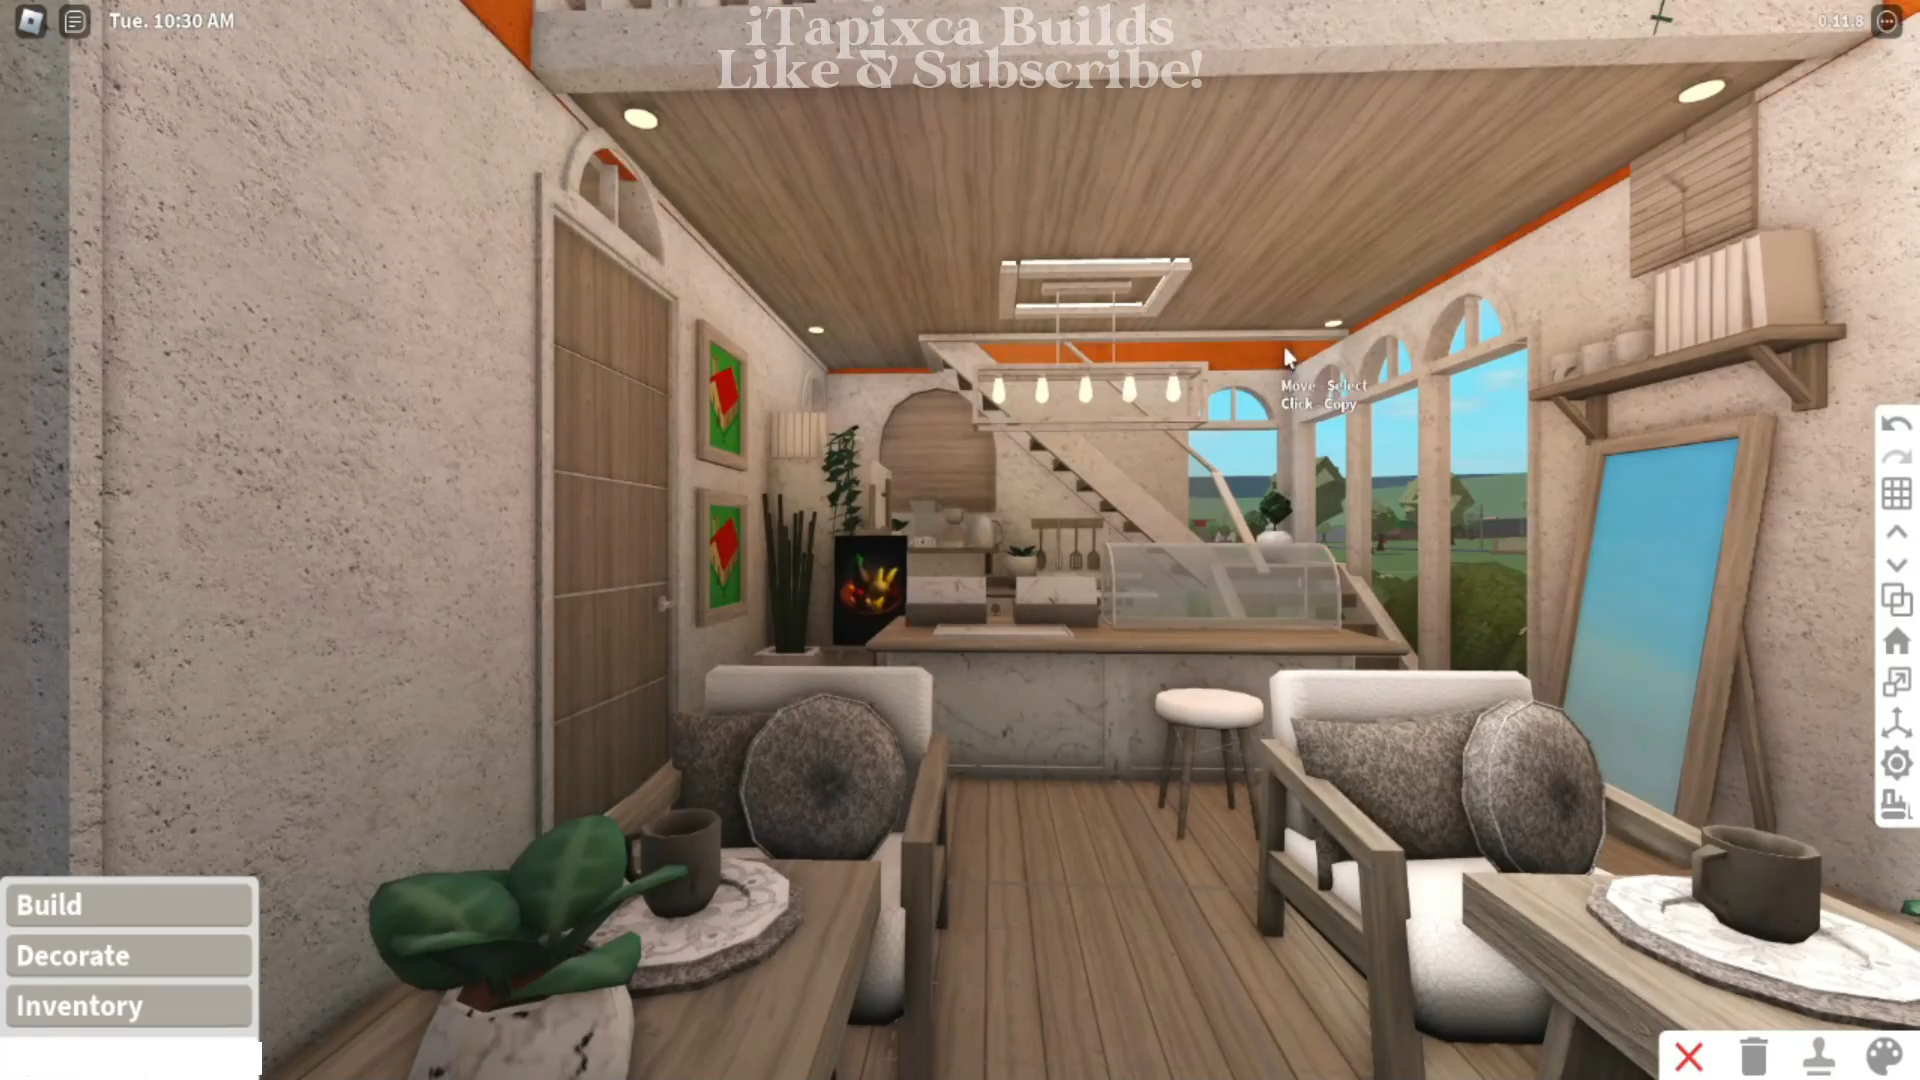 Tue. 10:30 AM
iTapixca Builds
Like & Subscribe!
0.11.8
Move - Select
Click - Copy
Build
Decorate
Inventory